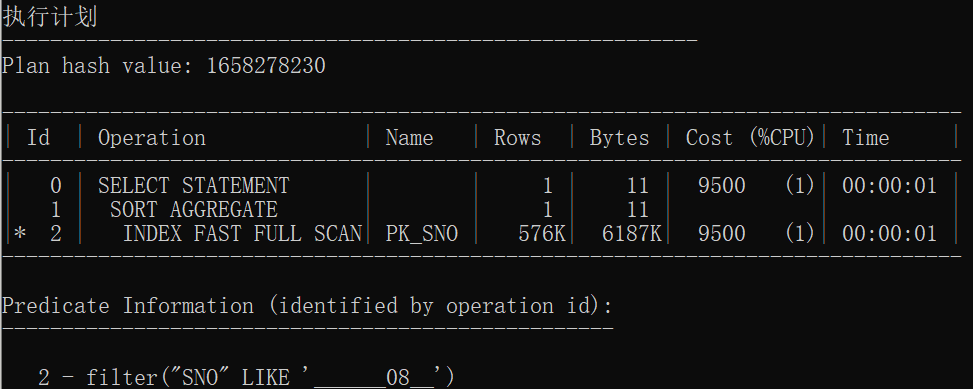 执行计划
----------------------------------------------------------
Plan hash value: 1658278230
--------------------------------------------------------------------------------
| Id | Operation | Name | Rows | Bytes | Cost (%CPU)| Time |
--------------------------------------------------------------------------------
| 0 | SELECT STATEMENT | | 1 | 11 | 9500 (1)| 00:00:01 |
| 1 | SORT AGGREGATE | | 1 | 11 | | |
|* 2 | INDEX FAST FULL SCAN| PK_SNO | 576K| 6187K| 9500 (1)| 00:00:01 |
--------------------------------------------------------------------------------
Predicate Information (identified by operation id):
---------------------------------------------------
2 - filter("SNO" LIKE '______08__')